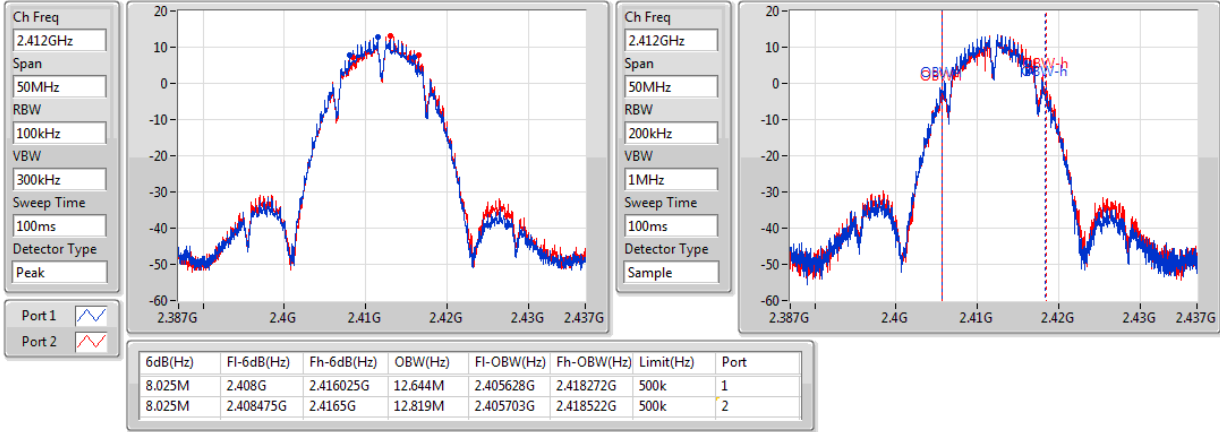 Ch Freq
2.412GHz
Span
50MHz
RBW
100kHz
VBW
300kHz
Sweep Time
100ms
Detector Type
Peak
Port 1
Port 2
20
10
0
-10
-20
-30
-40
-50
-60
2.387G 2.4G 2.41G 2.42G 2.43G 2.437G
Ch Freq
2.412GHz
Span
50MHz
RBW
200kHz
VBW
1MHz
Sweep Time
100ms
Detector Type
Sample
20
10
0
-10
-20
-30
-40
-50
-60
OBW-h
OBW-h
2.387G 2.4G 2.41G 2.42G 2.43G 2.437G
6dB(Hz) Fl-6dB(Hz) Fh-6dB(Hz) OBW(Hz) Fl-OBW(Hz) Fh-OBW(Hz) Limit(Hz) Port
8.025M 2.408G 2.416025G 12.644M 2.405628G 2.418272G 500k 1
8.025M 2.408475G 2.4165G 12.819M 2.405703G 2.418522G 500k 2